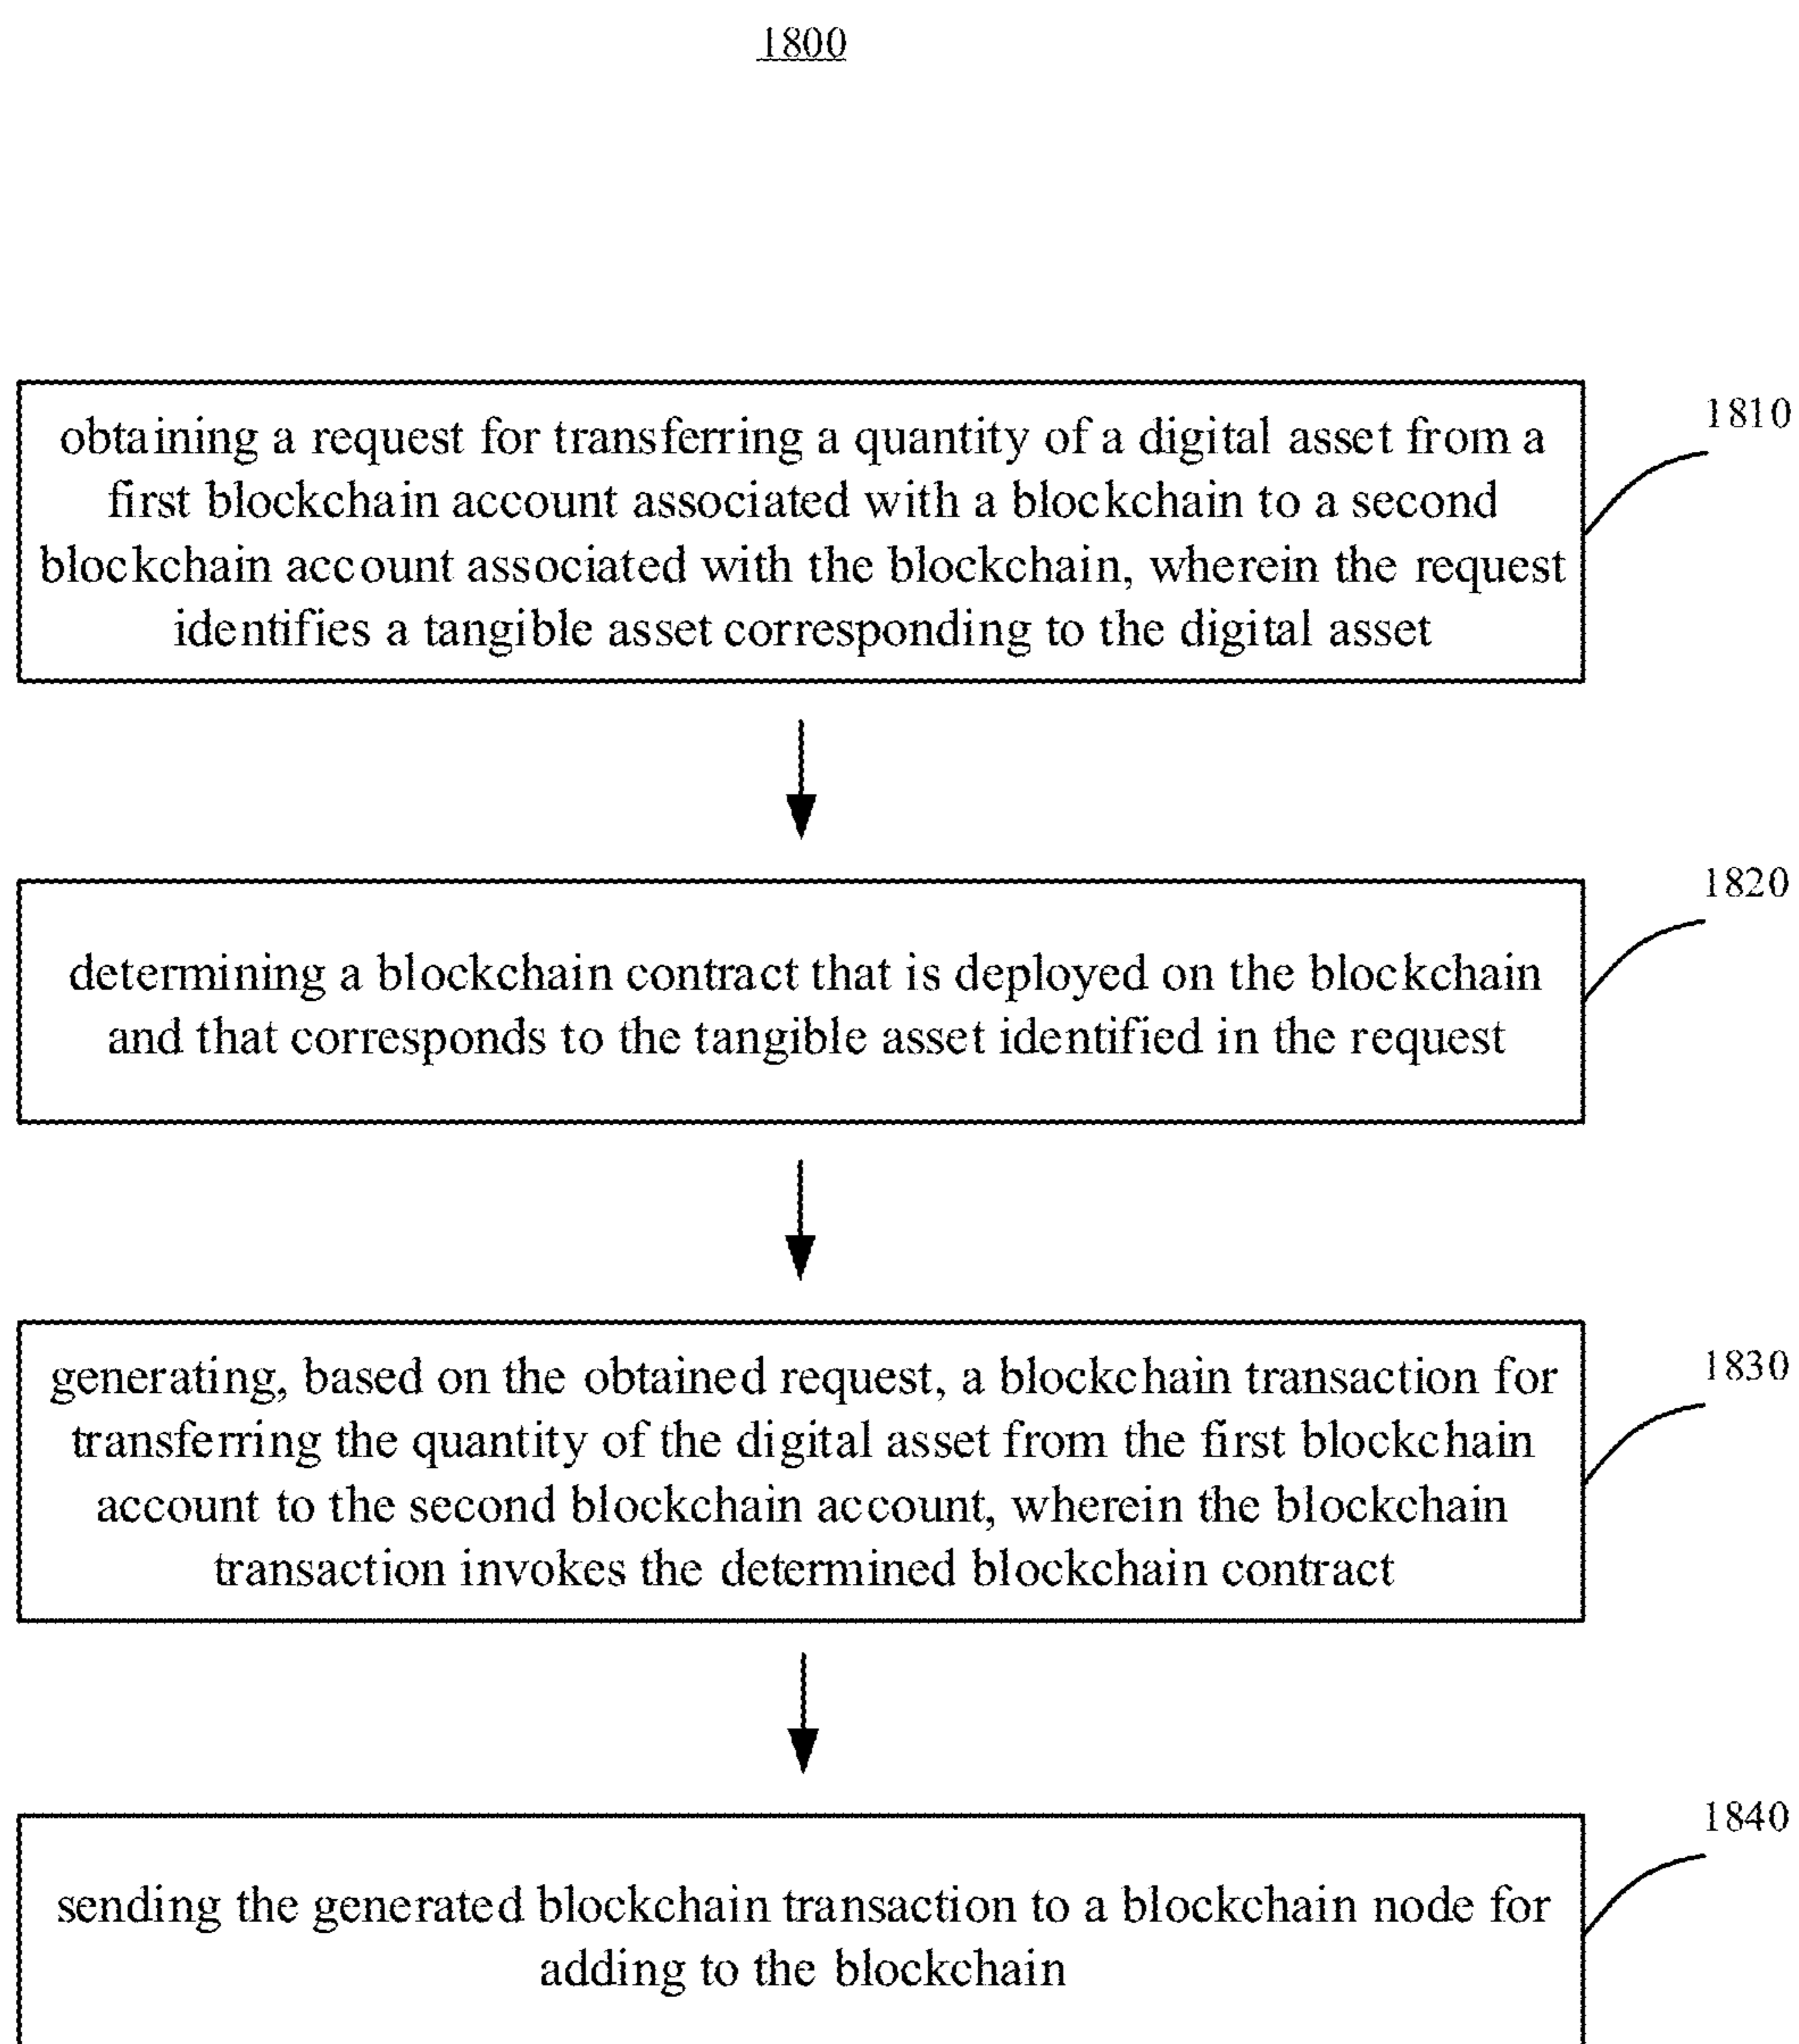 1800
obtaining a request for transferring a quantity of a digital asset from a
first blockchain account associated with a blockchain to a second
blockchain account associated with the blockchain, wherein the request
identifies a tangible asset corresponding to the digital asset
1810
determining a blockchain contract that is deployed on the blockchain
and that corresponds to the tangible asset identified in the request
1820
generating, based on the obtained request, a blockchain transaction for
transferring the quantity of the digital asset from the first blockchain
account to the second blockchain account, wherein the blockchain
transaction invokes the determined blockchain contract
1830
sending the generated blockchain transaction to a blockchain node for
adding to the blockchain
1840